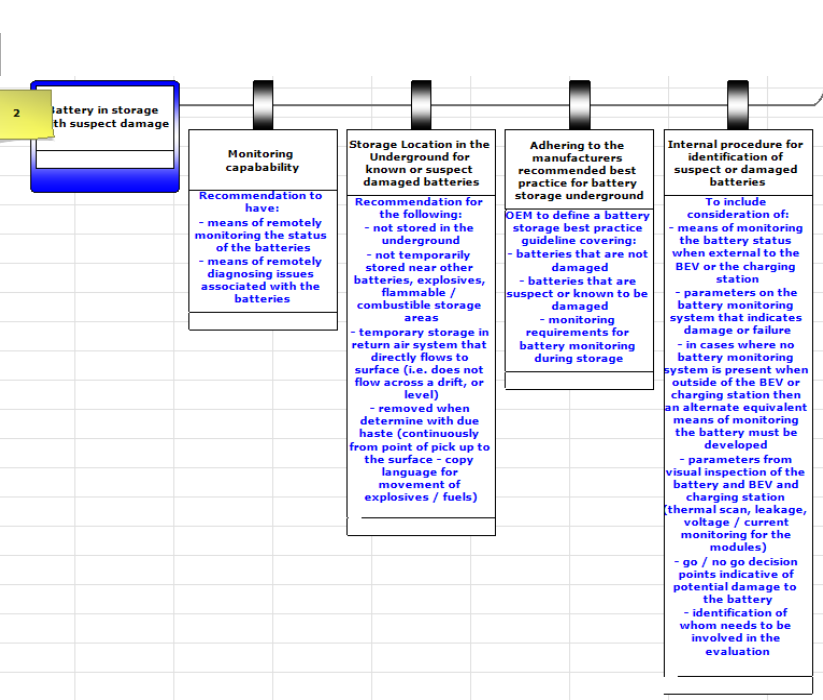 2
attery in storage
th suspect damage
Monitoring
capabability
Recommendation to
have:
- means of remotely
monitoring the status
of the batteries
- means of remotely
diagnosing issues
associated with the
batteries
Storage Location in the
Underground for
known or suspect
damaged batteries
Recommendation for
the following:
- not stored in the
underground
- not temporarily
stored near other
batteries, explosives,
flammable /
combustible storage
areas
- temporary storage in
return air system that
directly flows to
surface (i.e. does not
flow across a drift, or
level)
- removed when
determine with due
haste (continuously
from point of pick up to
the surface - copy
language for
movement of
explosives / fuels)
Adhering to the
manufacturers
recommended best
practice for battery
storage underground
OEM to define a battery
storage best practice
guideline covering:
- batteries that are not
damaged
- batteries that are
suspect or known to be
damaged
- monitoring
requirements for
battery monitoring
during storage
Internal procedure for
identification of
suspect or damaged
batteries
To include
consideration of:
- means of monitoring
the battery status
when external to the
BEV or the charging
station
- parameters on the
battery monitoring
system that indicates
damage or failure
- in cases where no
battery monitoring
system is present when
outside of the BEV or
charging station then
an alternate equivalent
means of monitoring
the battery must be
developed
- parameters from
visual inspection of the
battery and BEV and
charging station
(thermal scan, leakage,
voltage / current
monitoring for the
modules)
- go / no go decision
points indicative of
potential damage to
the battery
- identification of
whom needs to be
involved in the
evaluation